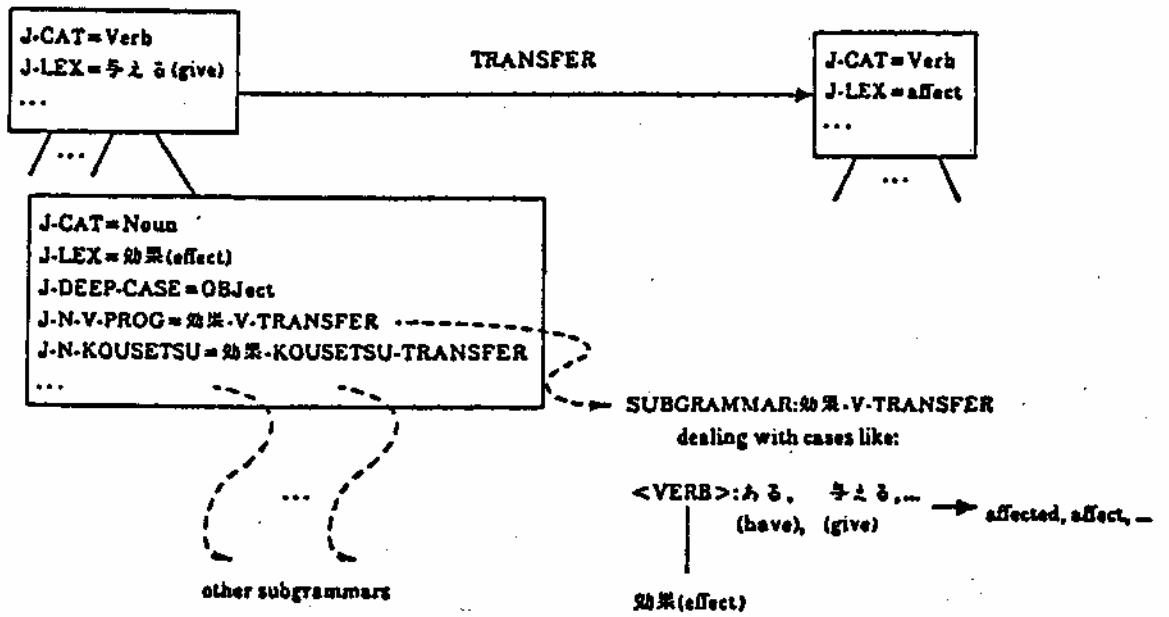 J-CAT=Verb
J-LEX=与える(give)
...
TRANSFER
J-CAT=Verb
J-LEX=affect
...
...
...
J-CAT=Noun
J-LEX=効果(effect)
J-DEEP-CASE=OBJect
J-N-V-PROG=効果-V-TRANSFER
J-N-KOUSETSU=効果-KOUSETSU-TRANSFER
...
SUBGRAMMAR:効果-V-TRANSFER
dealing with cases like:
<VERB>:ある, 与える,... affected, affect, ...
(have), (give)
効果(effect)
...
other subgrammars